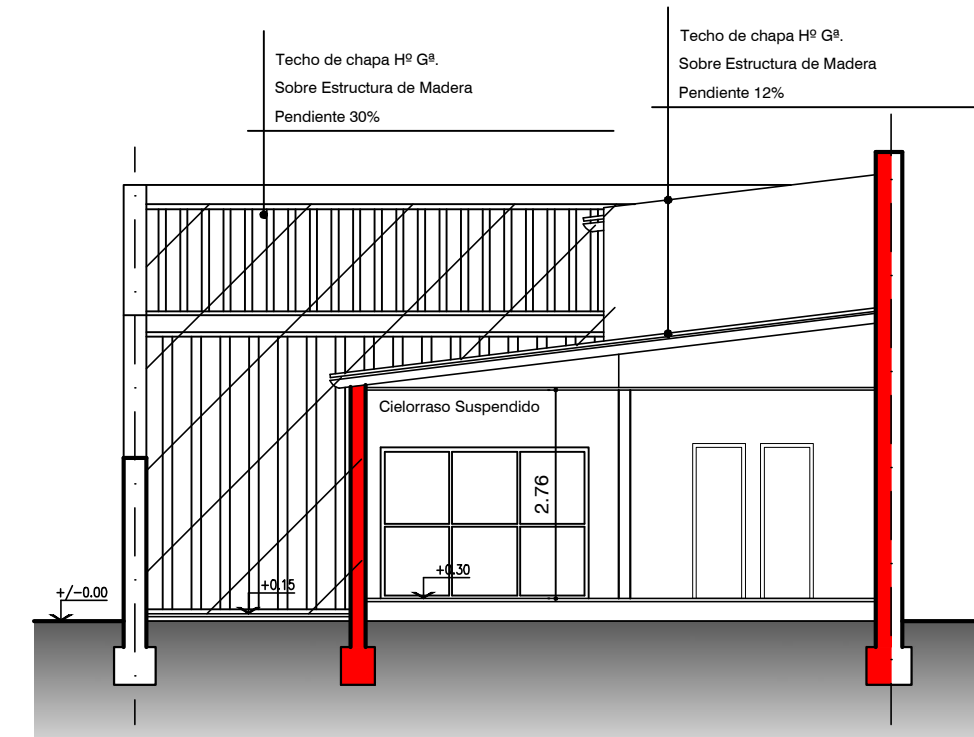 Techo de chapa Hº Gª.
Sobre Estructura de Madera
Pendiente 30%
Techo de chapa Hº Gª.
Sobre Estructura de Madera
Pendiente 12%
Cielorraso Suspendido
2.76
+0.30
+0.15
+/-0.00